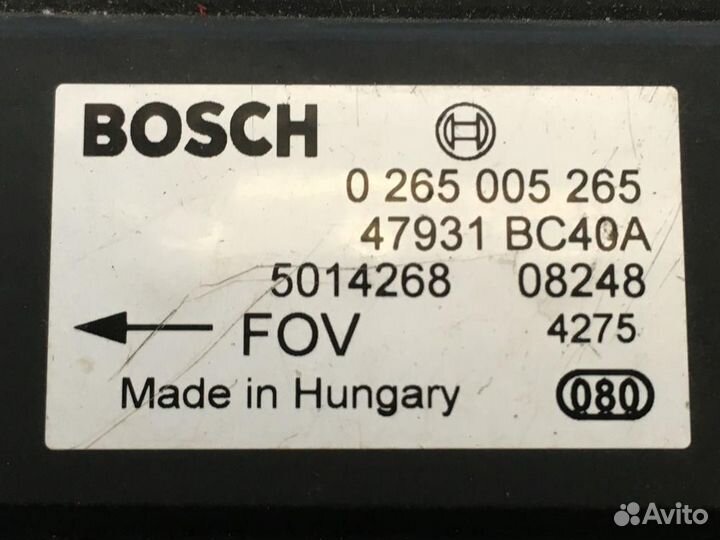 BOSCH
0 265 005 265
47931 BC40A
5014268 08248
FOV 4275
Made in Hungary 080
Avito